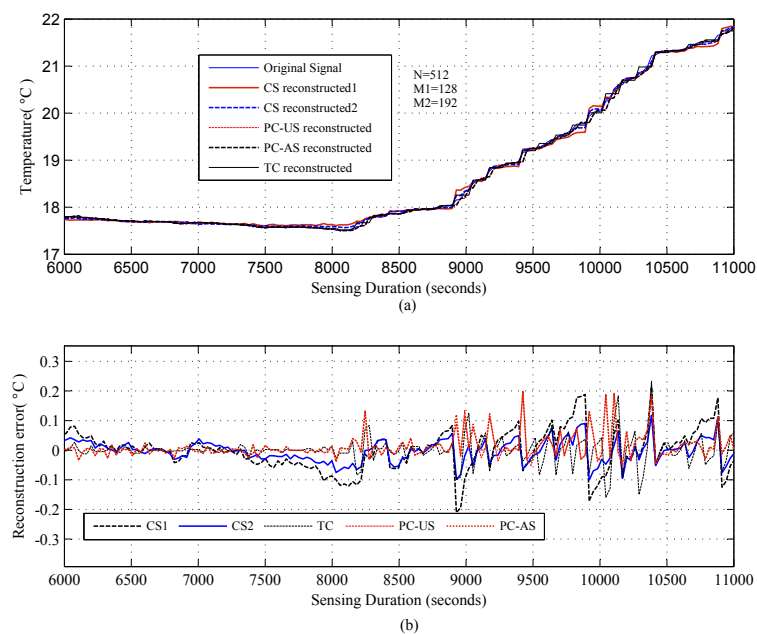 22
21
20
19
18
17
Temperature( °C)
Original Signal
CS reconstructed1
CS reconstructed2
PC-US reconstructed
PC-AS reconstructed
TC reconstructed
N=512
M1=128
M2=192
6000 6500 7000 7500 8000 8500 9000 9500 10000 10500 11000
Sensing Duration (seconds)
(a)
0.3
0.2
0.1
0
-0.1
-0.2
-0.3
Reconstruction error( °C)
CS1 CS2 TC PC-US PC-AS
6000 6500 7000 7500 8000 8500 9000 9500 10000 10500 11000
Sensing Duration (seconds)
(b)